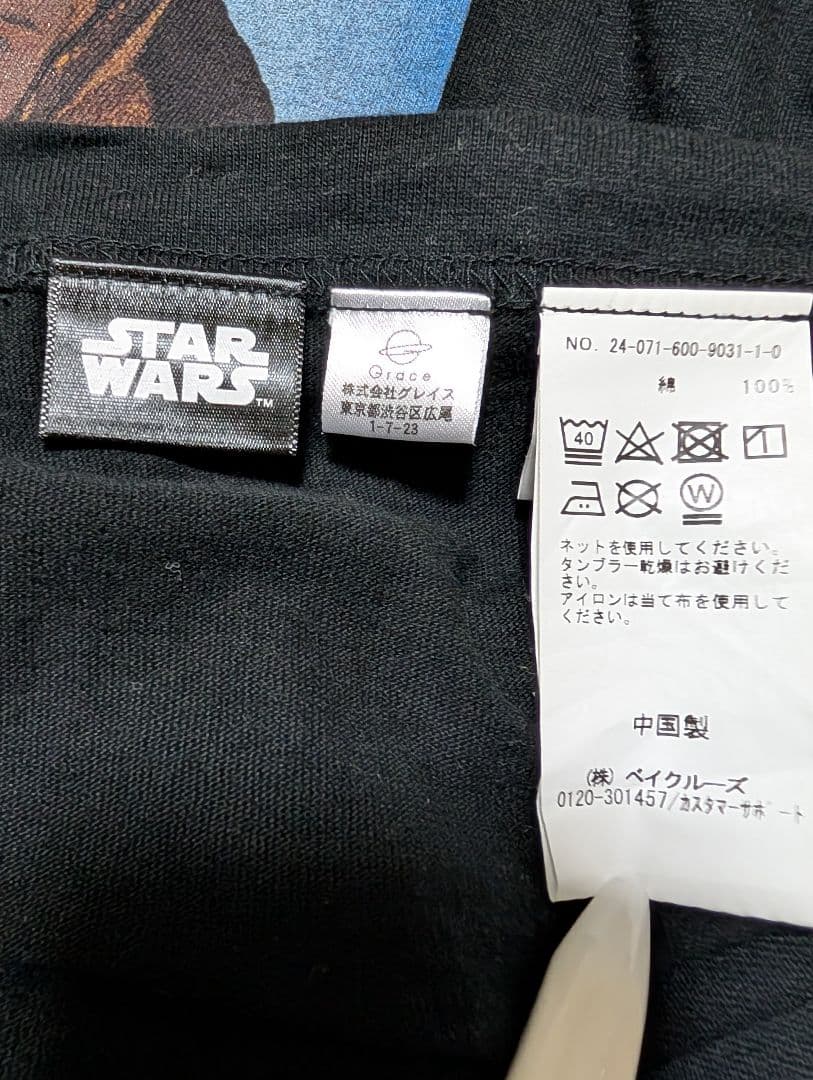 STAR
WARS
TM
Grace
株式会社グレイス
東京都渋谷区広尾
1-7-23
NO. 24-071-600-9031-1-0
綿 100%
40
W
ネットを使用してください。
タンブラー乾燥はお避けくだ
さい。
アイロンは当て布を使用して
ください。
中国製
(株) ベイクルーズ
0120-301457/カスタマーサポート